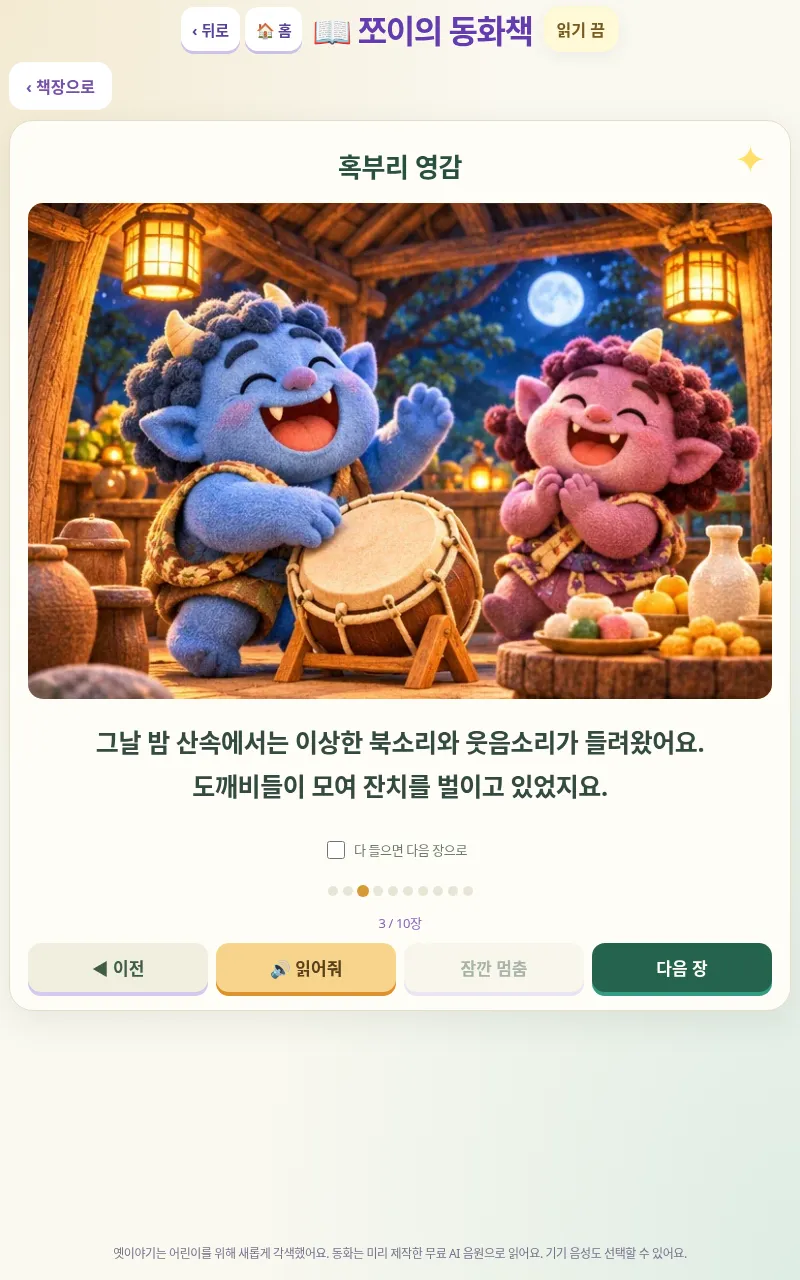 ‹ 뒤로
🏠 홈
📖 쪼이의 동화책
읽기 끔
‹ 책장으로
혹부리 영감
그날 밤 산속에서는 이상한 북소리와 웃음소리가 들려왔어요.
도깨비들이 모여 잔치를 벌이고 있었지요.
다 들으면 다음 장으로
3 / 10장
◀ 이전
🔊 읽어줘
잠깐 멈춤
다음 장
옛이야기는 어린이를 위해 새롭게 각색했어요. 동화는 미리 제작한 무료 AI 음원으로 읽어요. 기기 음성도 선택할 수 있어요.